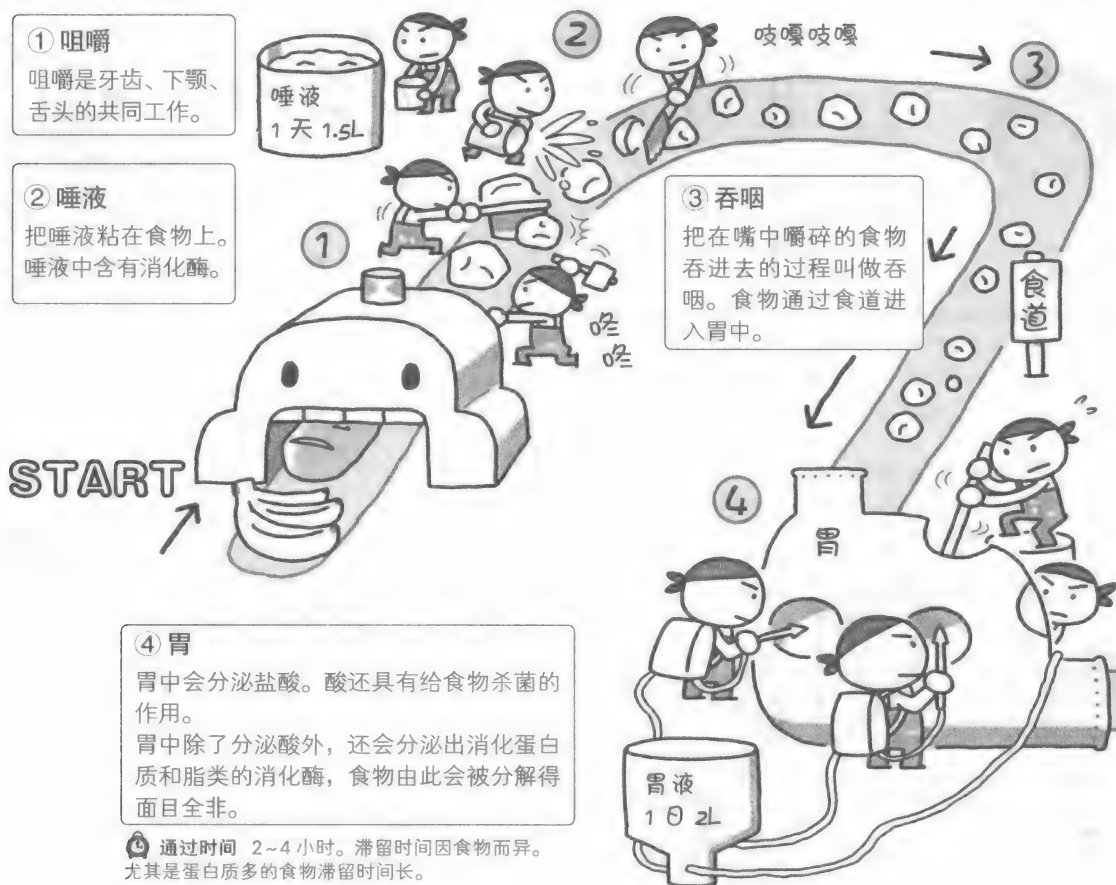 ① 咀嚼
咀嚼是牙齿、下颚、
舌头的共同工作。
唾液
1 天 1.5L
②
吱嘎吱嘎
③
② 唾液
把唾液粘在食物上。
唾液中含有消化酶。
①
③ 吞咽
把在嘴中嚼碎的食物
吞进去的过程叫做吞
咽。食物通过食道进
入胃中。
食道
咚
咚
START
④
胃
④ 胃
胃中会分泌盐酸。酸还具有给食物杀菌的
作用。
胃中除了分泌酸外，还会分泌出消化蛋白
质和脂类的消化酶，食物由此会被分解得
面目全非。
胃液
1日 2L
通过时间 2~4小时。滞留时间因食物而异。
尤其是蛋白质多的食物滞留时间长。